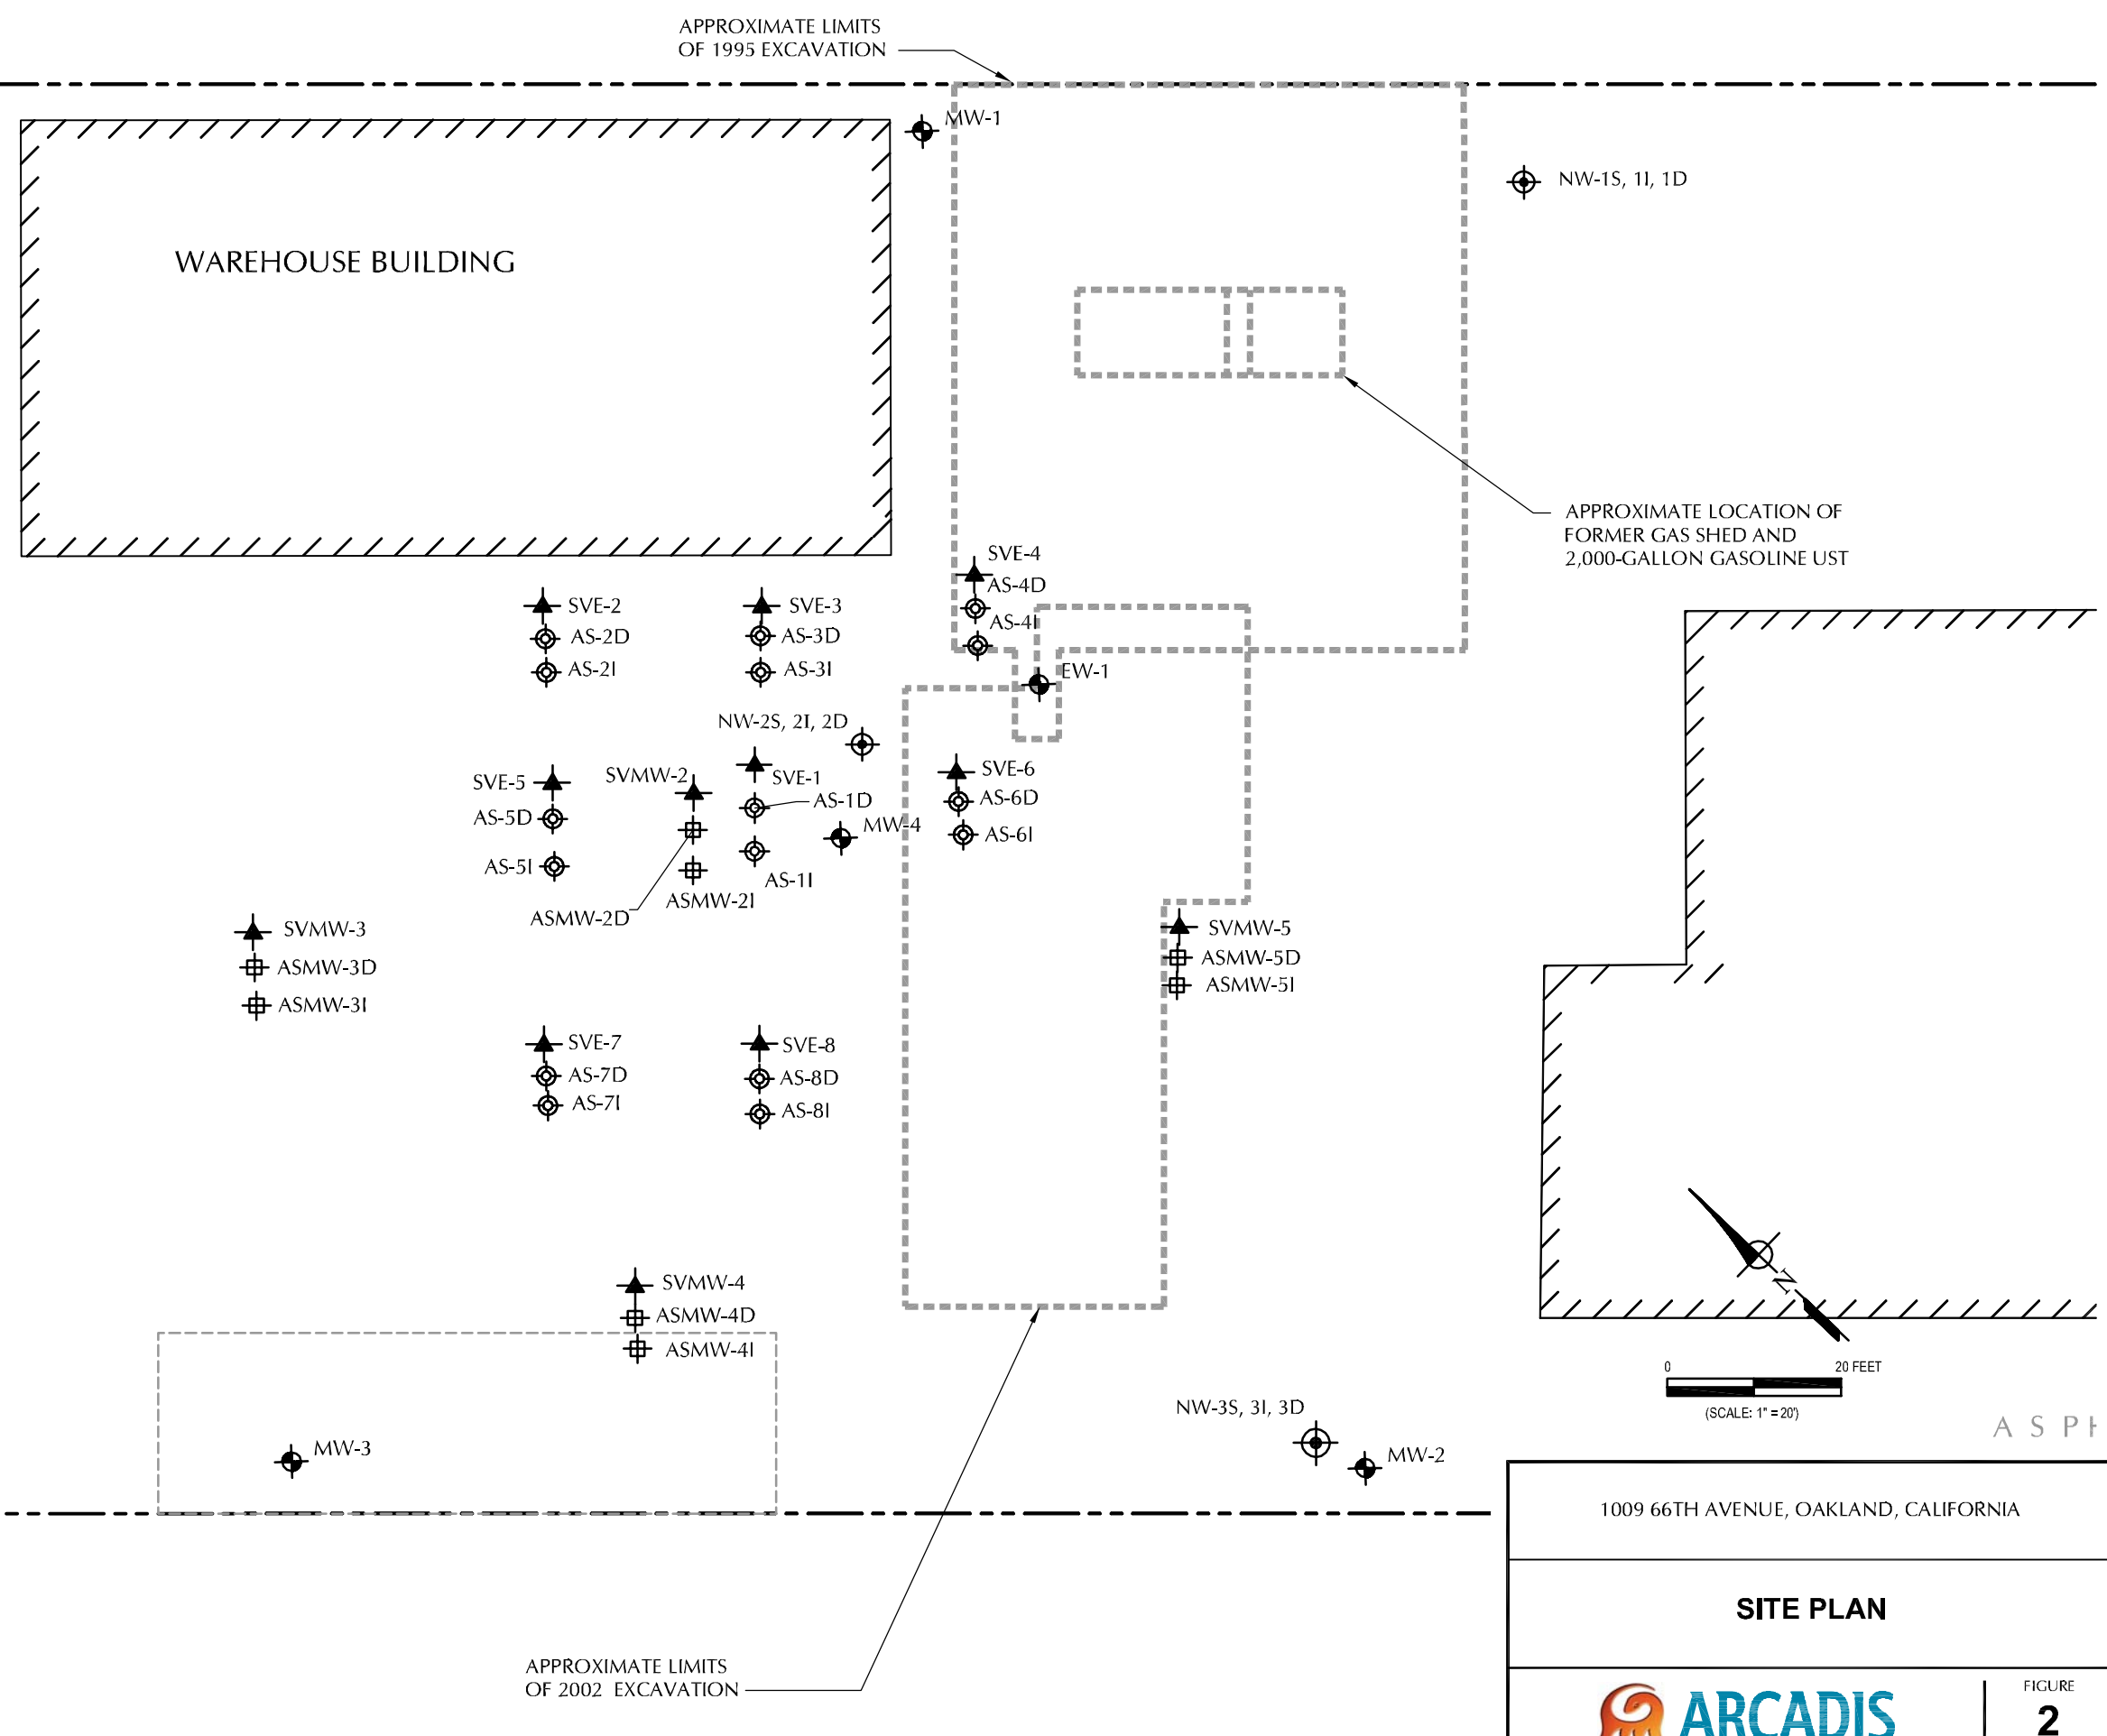 APPROXIMATE LIMITS
OF 1995 EXCAVATION
MW-1
NW-1S, 1I, 1D
WAREHOUSE BUILDING
APPROXIMATE LOCATION OF
FORMER GAS SHED AND
2,000-GALLON GASOLINE UST
SVE-4
AS-4D
AS-4I
SVE-2
AS-2D
AS-2I
SVE-3
AS-3D
AS-3I
EW-1
NW-2S, 2I, 2D
SVE-5
AS-5D
AS-5I
SVMW-2
ASMW-2D
ASMW-2I
SVE-1
AS-1D
AS-1I
MW-4
SVE-6
AS-6D
AS-6I
SVMW-3
ASMW-3D
ASMW-3I
SVMW-5
ASMW-5D
ASMW-5I
SVE-7
AS-7D
AS-7I
SVE-8
AS-8D
AS-8I
SVMW-4
ASMW-4D
ASMW-4I
N
0 20 FEET
(SCALE: 1" = 20')
NW-3S, 3I, 3D
MW-2
MW-3
A S P H
1009 66TH AVENUE, OAKLAND, CALIFORNIA
SITE PLAN
APPROXIMATE LIMITS
OF 2002 EXCAVATION
ARCADIS
FIGURE
2